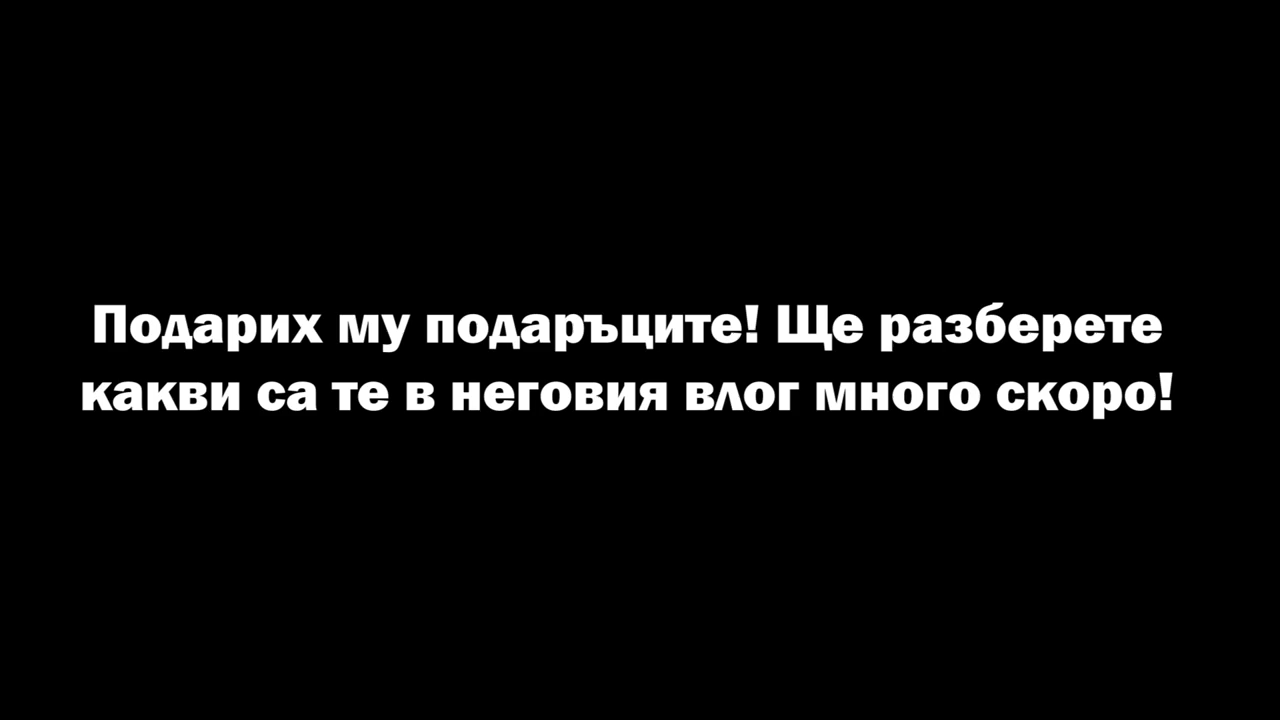 Подарих му подаръците! Ще разберете
какви са те в неговия влог много скоро!